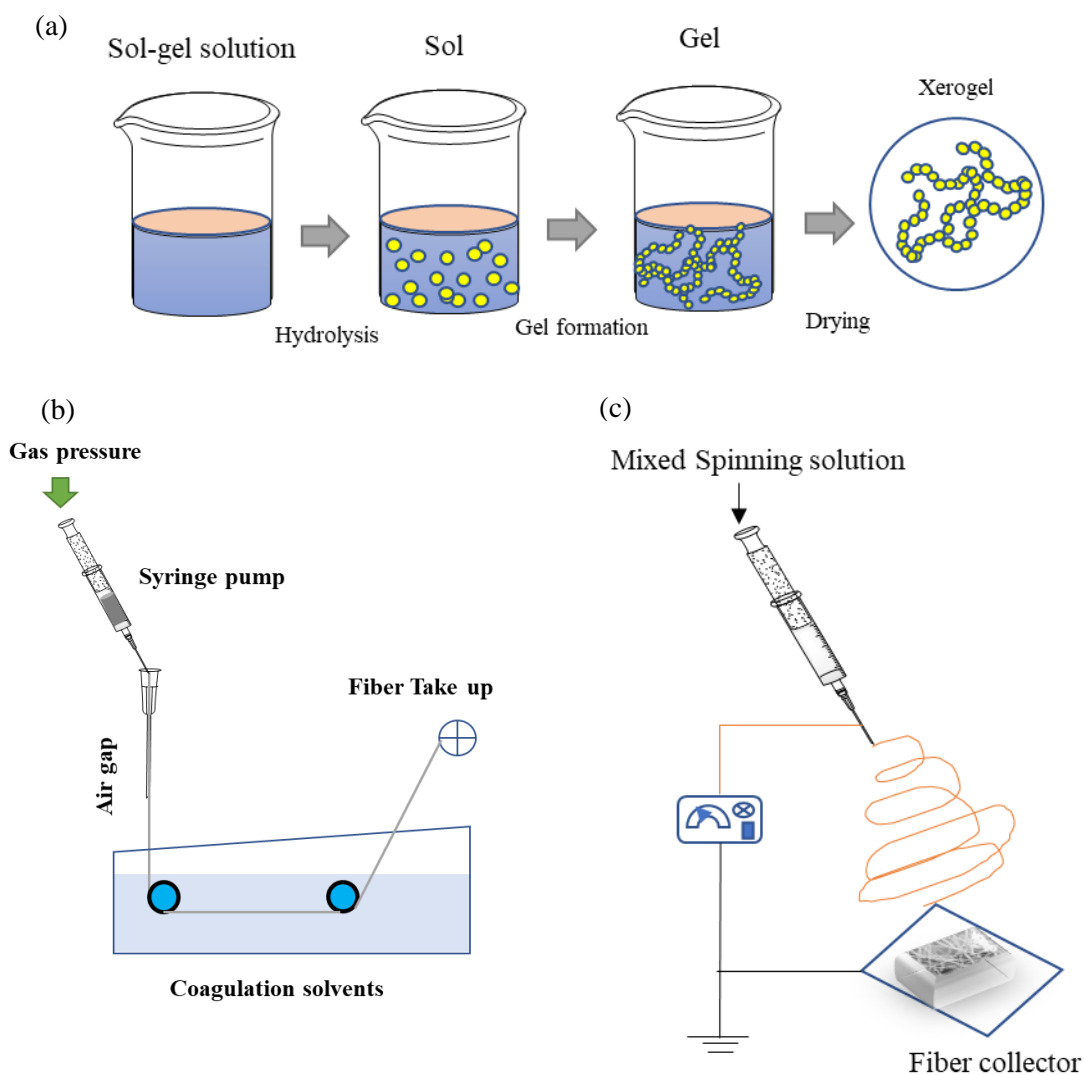 (a)
Sol-gel solution
Sol
Gel
Xerogel
Hydrolysis
Gel formation
Drying
(b)
Gas pressure
Syringe pump
Air gap
Fiber Take up
Coagulation solvents
(c)
Mixed Spinning solution
Fiber collector